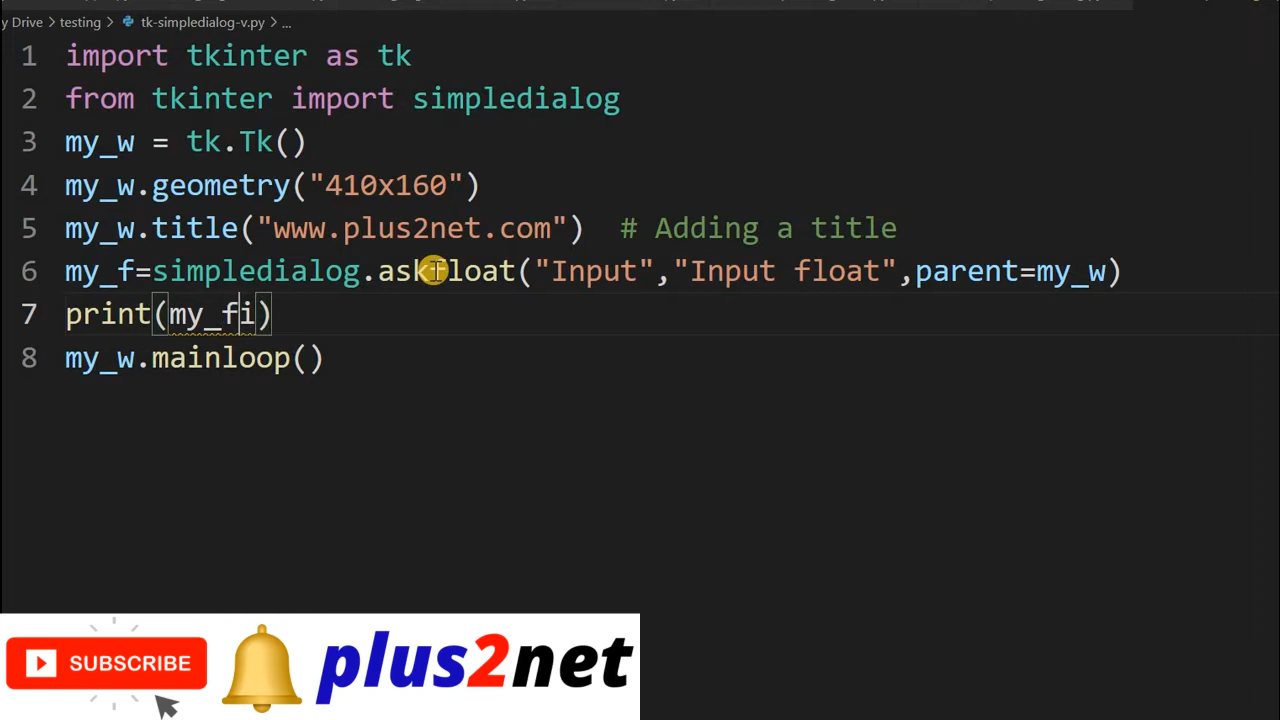 y Drive > testing > tk-simpledialog-v.py > ...
1 import tkinter as tk
2 from tkinter import simpledialog
3 my_w = tk.Tk()
4 my_w.geometry("410x160")
5 my_w.title("www.plus2net.com")  # Adding a title
6 my_f=simpledialog.askfloat("Input","Input float",parent=my_w)
7 print(my_fi)
8 my_w.mainloop()
SUBSCRIBE
plus2net